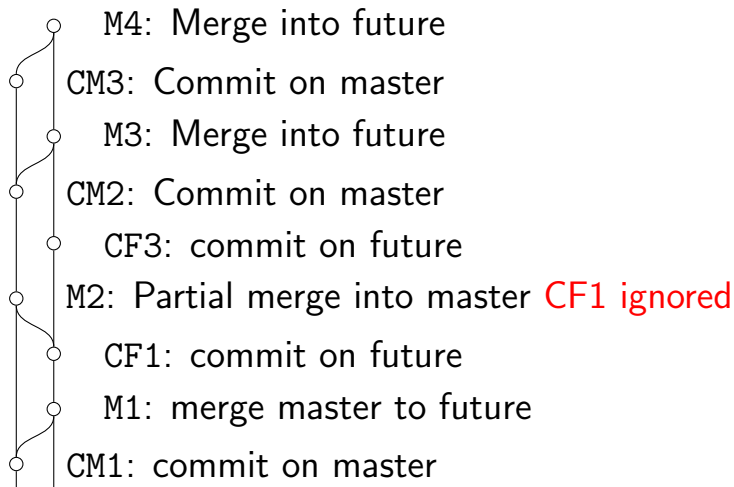 M4: Merge into future
CM3: Commit on master
M3: Merge into future
CM2: Commit on master
CF3: commit on future
M2: Partial merge into master CF1 ignored
CF1: commit on future
M1: merge master to future
CM1: commit on master